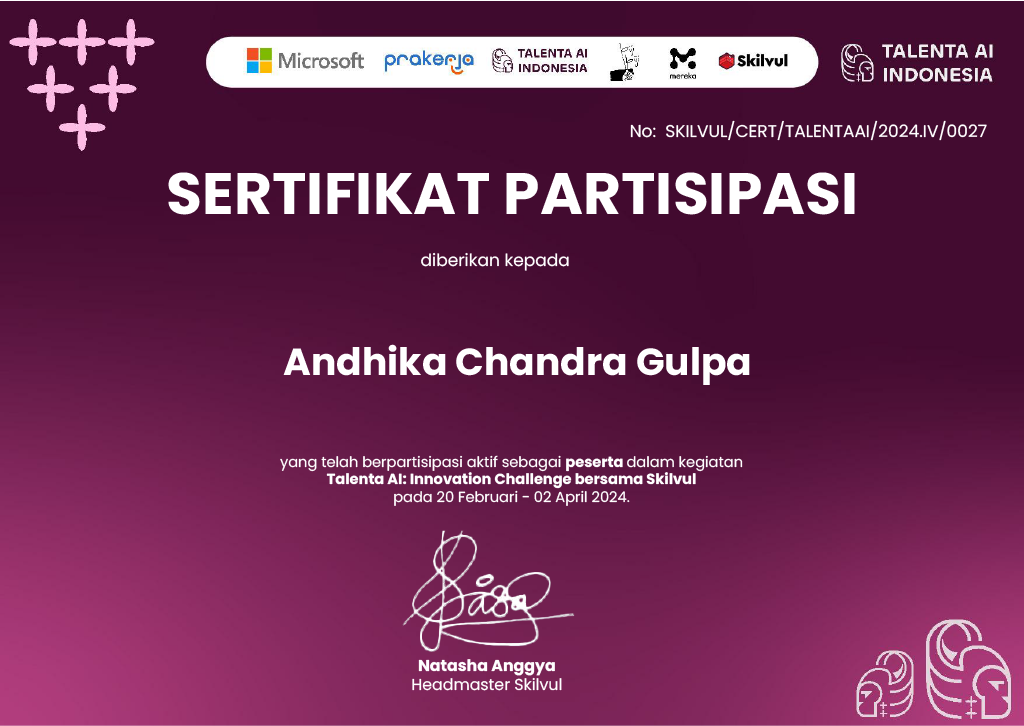 Microsoft prakerja TALENTA AI INDONESIA mereka Skilvul
TALENTA AI
INDONESIA
No: SKILVUL/CERT/TALENTAAI/2024.IV/0027
SERTIFIKAT PARTISIPASI
diberikan kepada
Andhika Chandra Gulpa
yang telah berpartisipasi aktif sebagai peserta dalam kegiatan
Talenta AI: Innovation Challenge bersama Skilvul
pada 20 Februari - 02 April 2024.
Natasha Anggya
Headmaster Skilvul